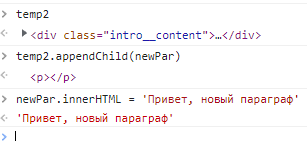 temp2
<div class="intro__content">…</div>
temp2.appendChild(newPar)
<p></p>
newPar.innerHTML = 'Привет, новый параграф'
'Привет, новый параграф'